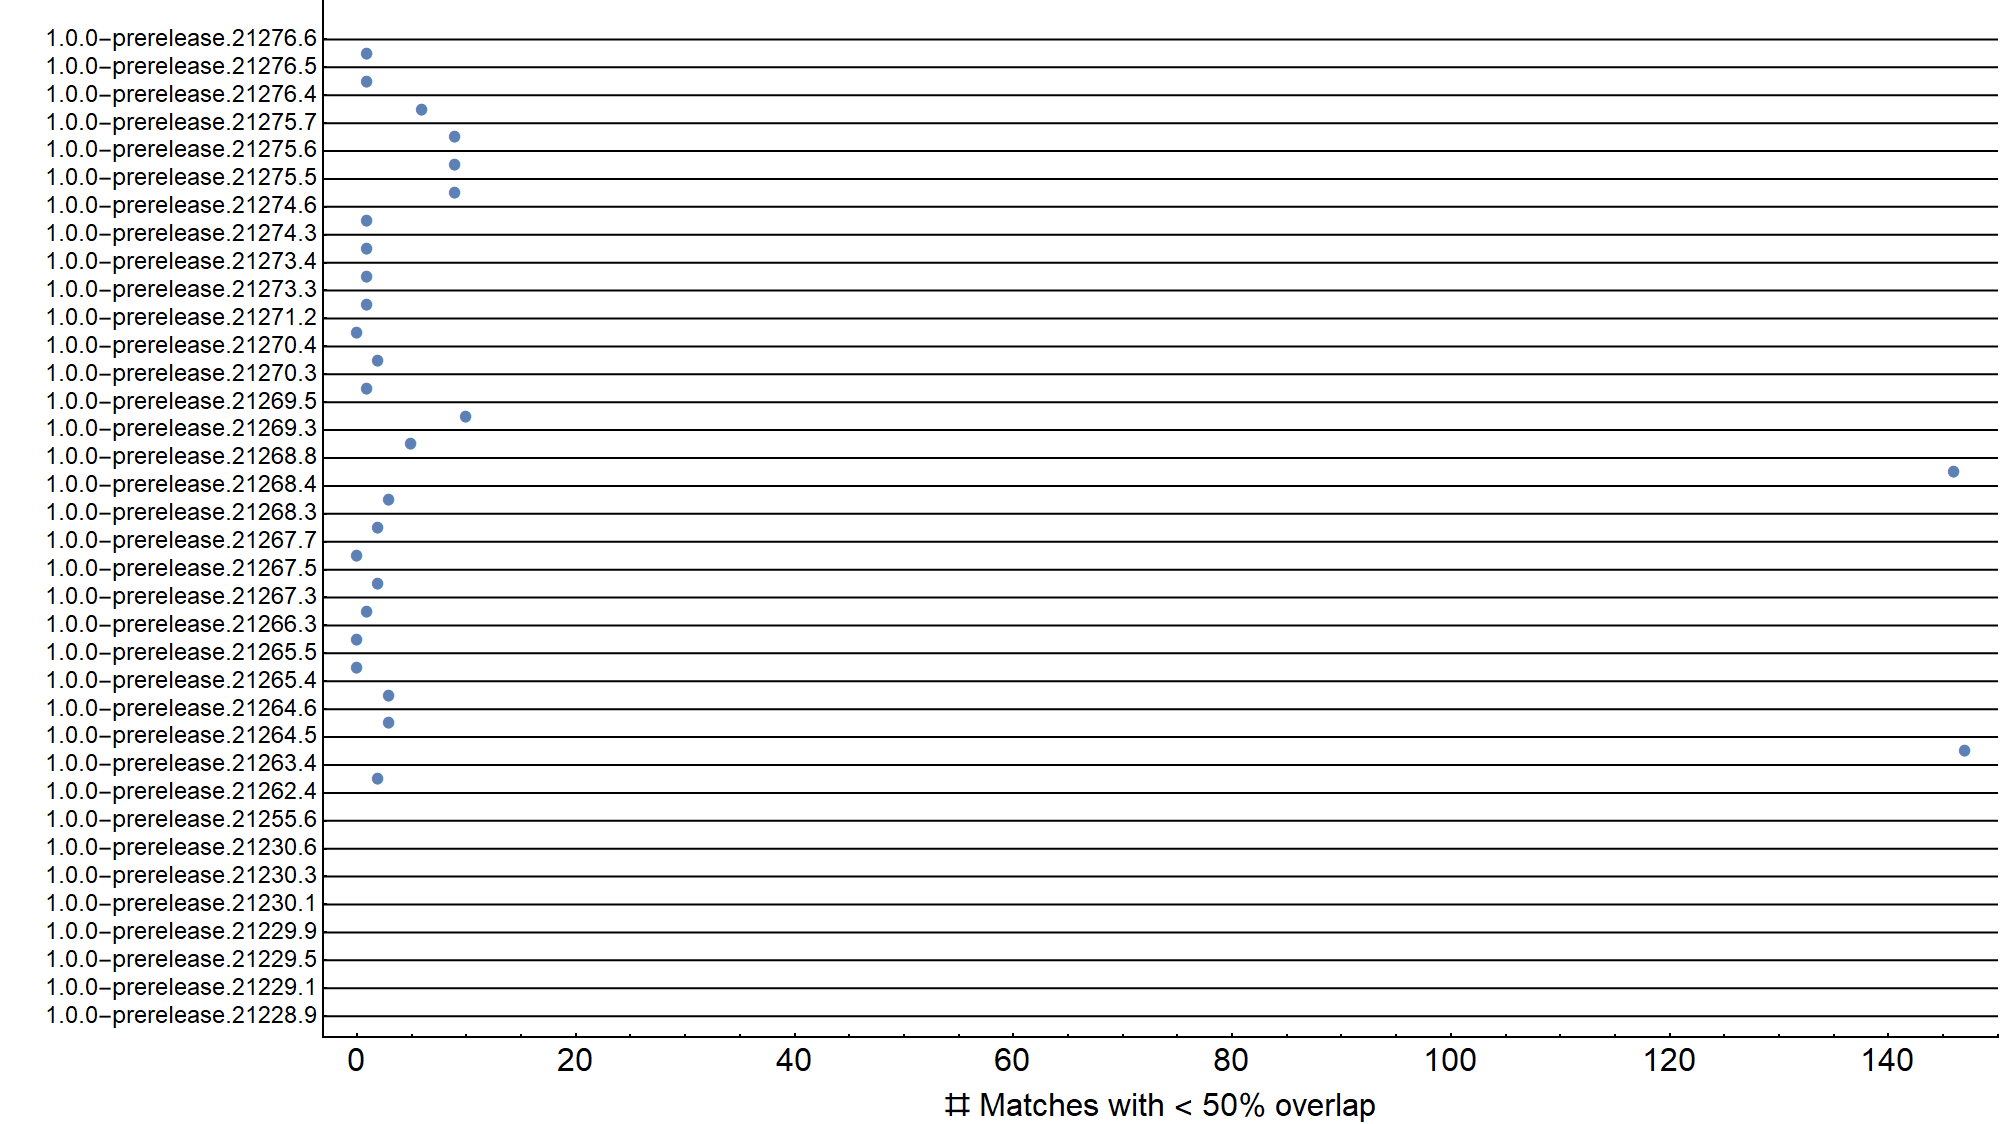 1.0.0−prerelease.21276.6
1.0.0−prerelease.21276.5
1.0.0−prerelease.21276.4
1.0.0−prerelease.21275.7
1.0.0−prerelease.21275.6
1.0.0−prerelease.21275.5
1.0.0−prerelease.21274.6
1.0.0−prerelease.21274.3
1.0.0−prerelease.21273.4
1.0.0−prerelease.21273.3
1.0.0−prerelease.21271.2
1.0.0−prerelease.21270.4
1.0.0−prerelease.21270.3
1.0.0−prerelease.21269.5
1.0.0−prerelease.21269.3
1.0.0−prerelease.21268.8
1.0.0−prerelease.21268.4
1.0.0−prerelease.21268.3
1.0.0−prerelease.21267.7
1.0.0−prerelease.21267.5
1.0.0−prerelease.21267.3
1.0.0−prerelease.21266.3
1.0.0−prerelease.21265.5
1.0.0−prerelease.21265.4
1.0.0−prerelease.21264.6
1.0.0−prerelease.21264.5
1.0.0−prerelease.21263.4
1.0.0−prerelease.21262.4
1.0.0−prerelease.21255.6
1.0.0−prerelease.21230.6
1.0.0−prerelease.21230.3
1.0.0−prerelease.21230.1
1.0.0−prerelease.21229.9
1.0.0−prerelease.21229.5
1.0.0−prerelease.21229.1
1.0.0−prerelease.21228.9
0 20 40 60 80 100 120 140
# Matches with < 50% overlap